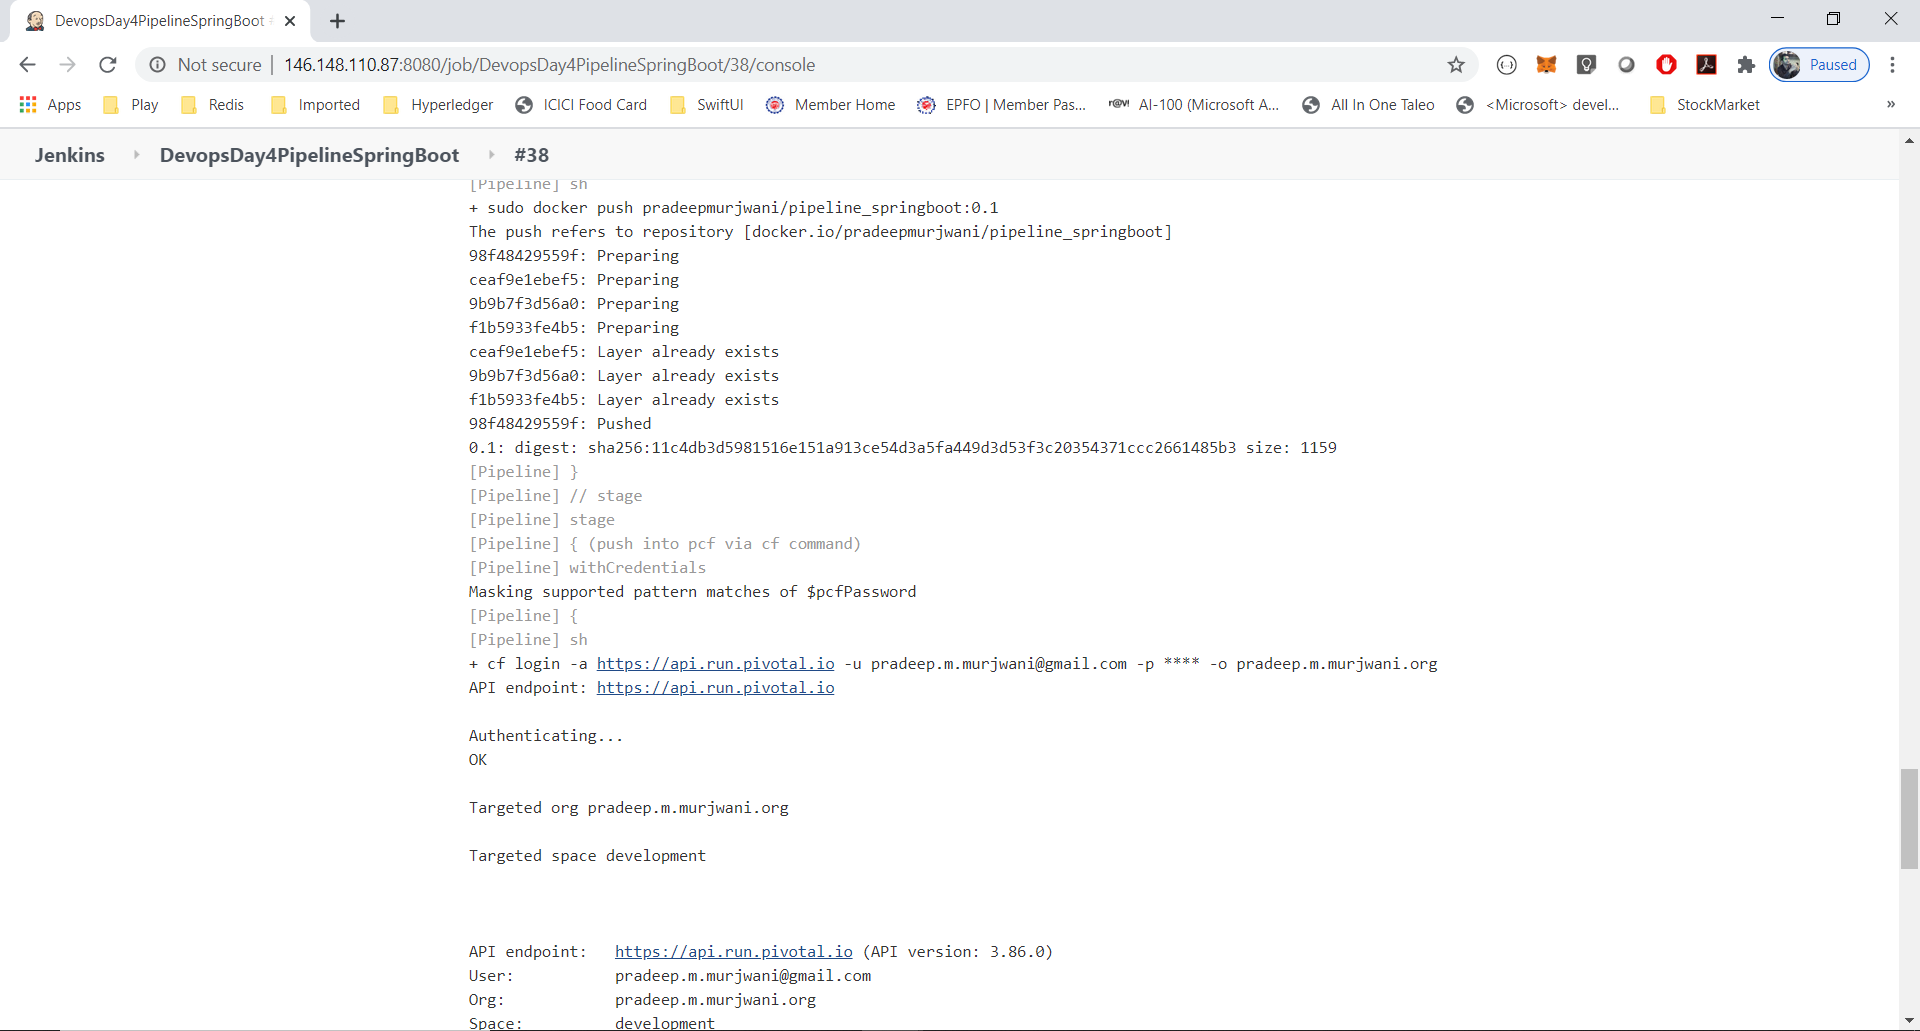 DevopsDay4PipelineSpringBoot
Not secure | 146.148.110.87:8080/job/DevopsDay4PipelineSpringBoot/38/console
Paused
Apps Play Redis Imported Hyperledger ICICI Food Card SwiftUI Member Home EPFO | Member Pas... r@v! AI-100 (Microsoft A... All In One Taleo <Microsoft> devel... StockMarket »
Jenkins DevopsDay4PipelineSpringBoot #38
[Pipeline] sh
+ sudo docker push pradeepmurjwani/pipeline_springboot:0.1
The push refers to repository [docker.io/pradeepmurjwani/pipeline_springboot]
98f48429559f: Preparing
ceaf9e1ebef5: Preparing
9b9b7f3d56a0: Preparing
f1b5933fe4b5: Preparing
ceaf9e1ebef5: Layer already exists
9b9b7f3d56a0: Layer already exists
f1b5933fe4b5: Layer already exists
98f48429559f: Pushed
0.1: digest: sha256:11c4db3d5981516e151a913ce54d3a5fa449d3d53f3c20354371ccc2661485b3 size: 1159
[Pipeline] }
[Pipeline] // stage
[Pipeline] stage
[Pipeline] { (push into pcf via cf command)
[Pipeline] withCredentials
Masking supported pattern matches of $pcfPassword
[Pipeline] {
[Pipeline] sh
+ cf login -a https://api.run.pivotal.io -u pradeep.m.murjwani@gmail.com -p **** -o pradeep.m.murjwani.org
API endpoint: https://api.run.pivotal.io
Authenticating...
OK
Targeted org pradeep.m.murjwani.org
Targeted space development
API endpoint: https://api.run.pivotal.io (API version: 3.86.0)
User: pradeep.m.murjwani@gmail.com
Org: pradeep.m.murjwani.org
Space: development